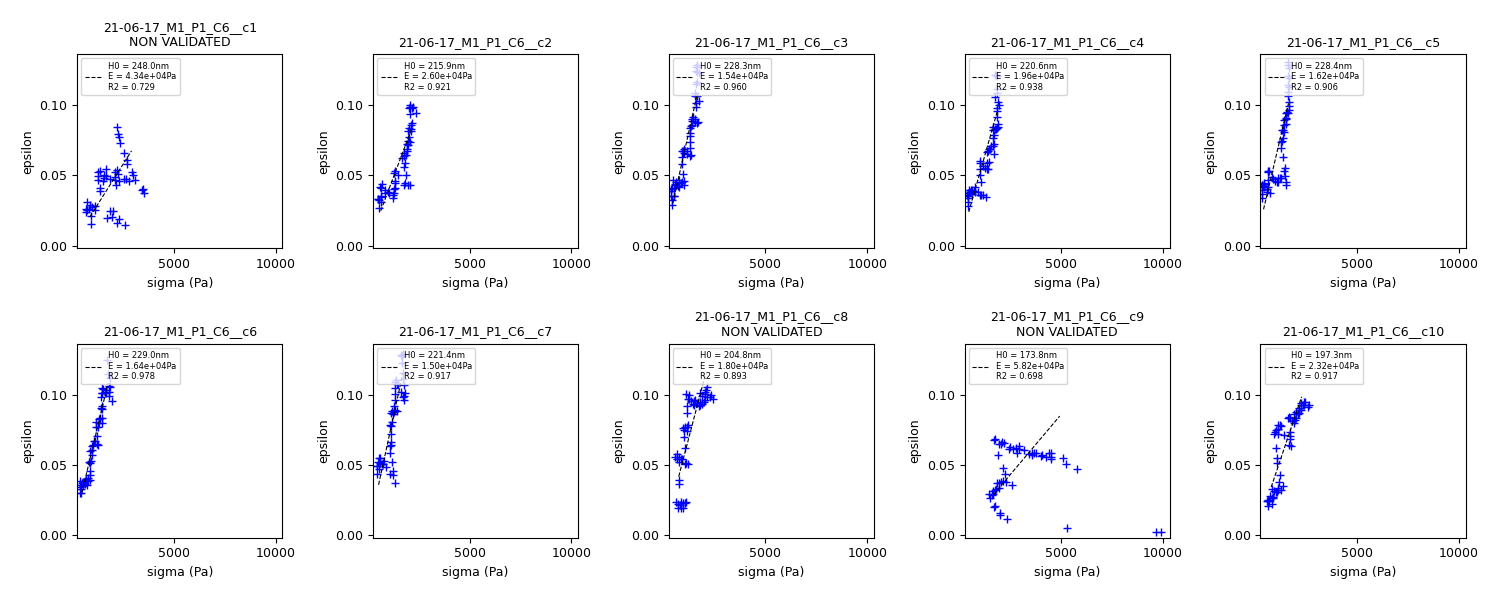 21-06-17_M1_P1_C6__c1
NON VALIDATED
H0 = 248.0nm
E = 4.34e+04Pa
R2 = 0.729
0.10
0.05
0.00
epsilon
5000
10000
sigma (Pa)
21-06-17_M1_P1_C6__c2
H0 = 215.9nm
E = 2.60e+04Pa
R2 = 0.921
0.10
0.05
0.00
epsilon
5000
10000
sigma (Pa)
21-06-17_M1_P1_C6__c3
H0 = 228.3nm
E = 1.54e+04Pa
R2 = 0.960
0.10
0.05
0.00
epsilon
5000
10000
sigma (Pa)
21-06-17_M1_P1_C6__c4
H0 = 220.6nm
E = 1.96e+04Pa
R2 = 0.938
0.10
0.05
0.00
epsilon
5000
10000
sigma (Pa)
21-06-17_M1_P1_C6__c5
H0 = 228.4nm
E = 1.62e+04Pa
R2 = 0.906
0.10
0.05
0.00
epsilon
5000
10000
sigma (Pa)
21-06-17_M1_P1_C6__c6
H0 = 229.0nm
E = 1.64e+04Pa
R2 = 0.978
0.10
0.05
0.00
epsilon
5000
10000
sigma (Pa)
21-06-17_M1_P1_C6__c7
H0 = 221.4nm
E = 1.50e+04Pa
R2 = 0.917
0.10
0.05
0.00
epsilon
5000
10000
sigma (Pa)
21-06-17_M1_P1_C6__c8
NON VALIDATED
H0 = 204.8nm
E = 1.80e+04Pa
R2 = 0.893
0.10
0.05
0.00
epsilon
5000
10000
sigma (Pa)
21-06-17_M1_P1_C6__c9
NON VALIDATED
H0 = 173.8nm
E = 5.82e+04Pa
R2 = 0.698
0.10
0.05
0.00
epsilon
5000
10000
sigma (Pa)
21-06-17_M1_P1_C6__c10
H0 = 197.3nm
E = 2.32e+04Pa
R2 = 0.917
0.10
0.05
0.00
epsilon
5000
10000
sigma (Pa)